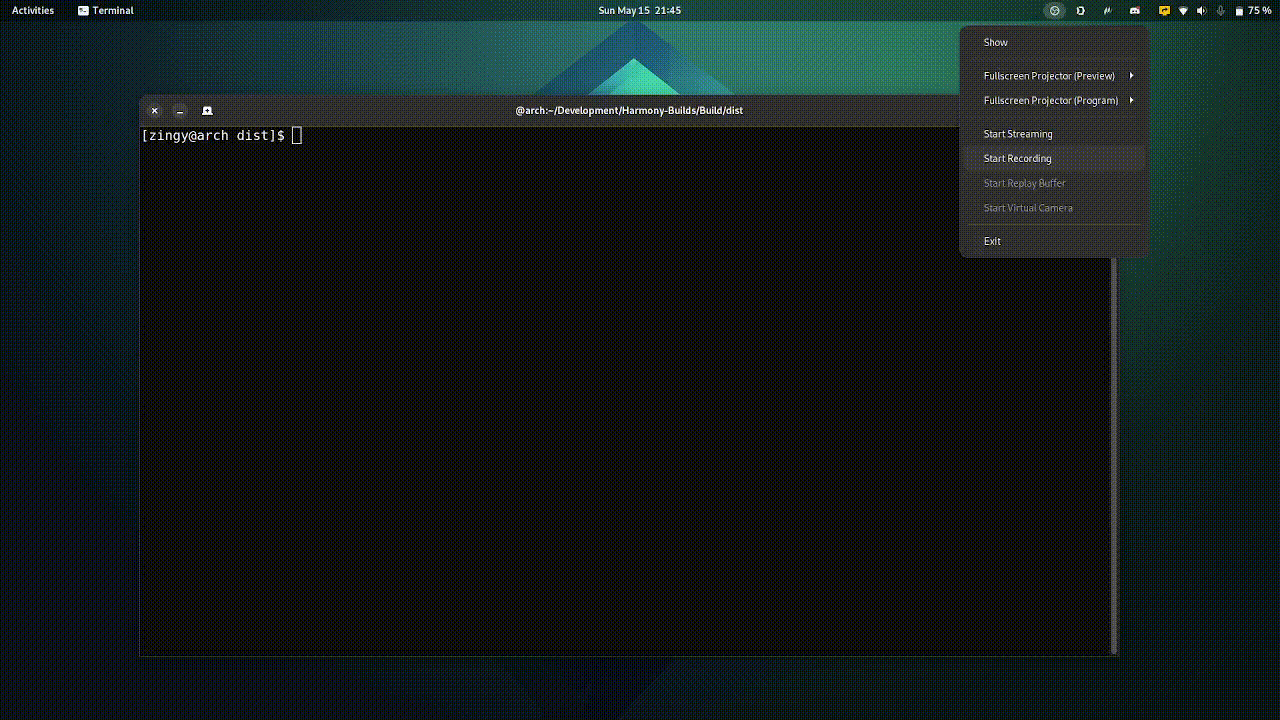 Activities
Terminal
Sun May 15 21:45
75 %
Show
Fullscreen Projector (Preview)
Fullscreen Projector (Program)
Start Streaming
Start Recording
Start Replay Buffer
Start Virtual Camera
Exit
@arch:~/Development/Harmony-Builds/Build/dist
[zingy@arch dist]$